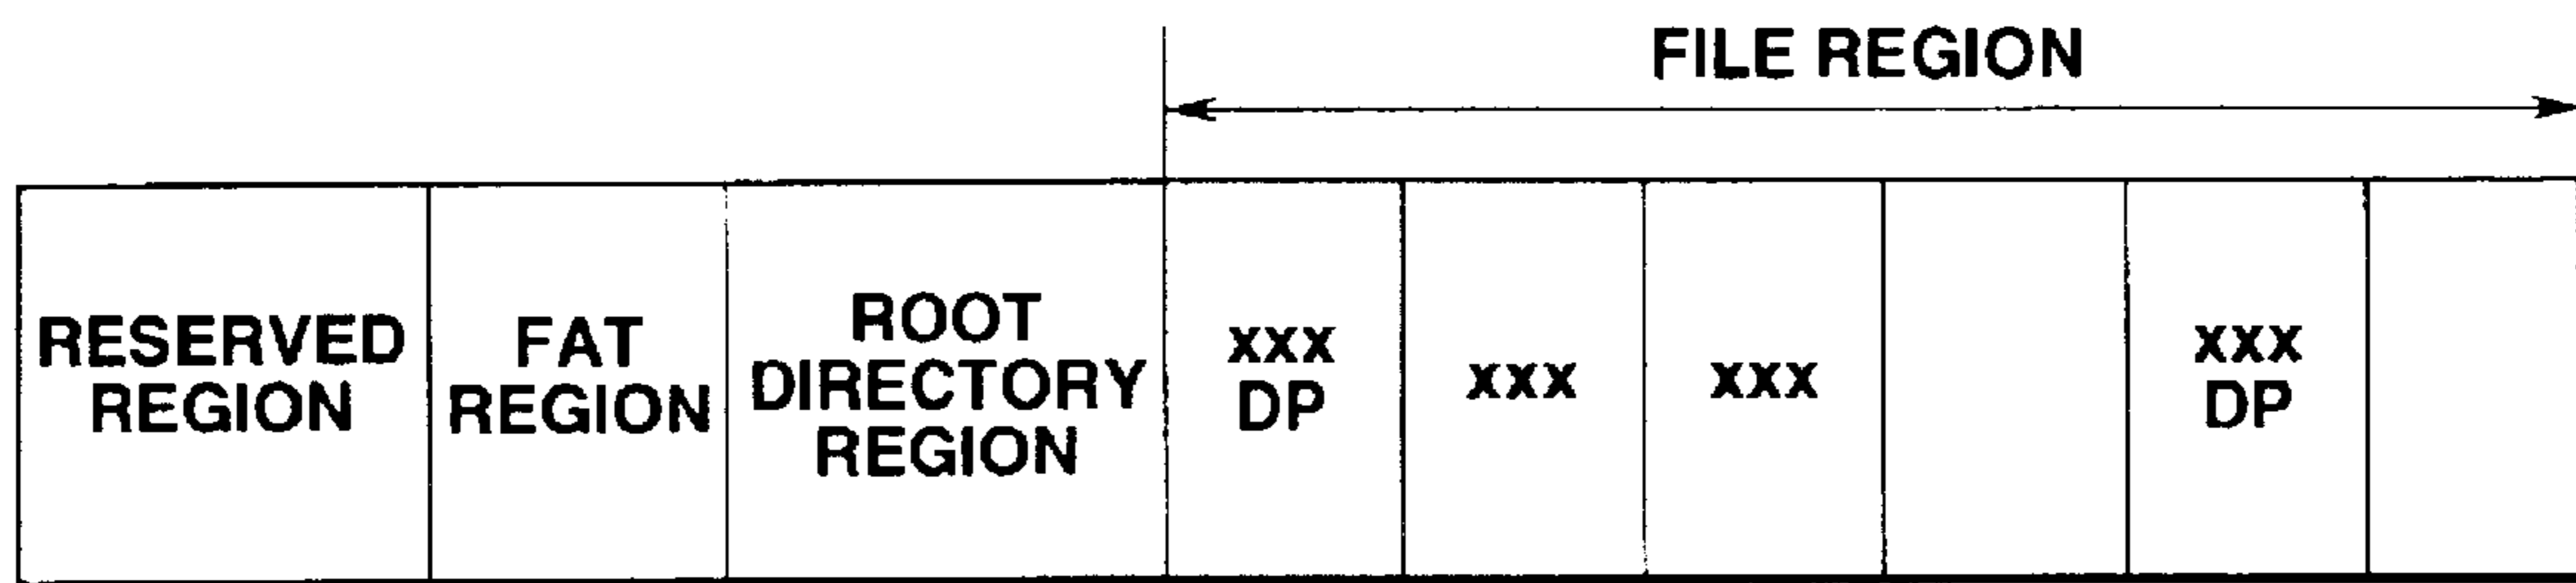 FILE REGION
RESERVED
REGION
FAT
REGION
ROOT
DIRECTORY
REGION
xxx
DP
xxx
xxx
xxx
DP